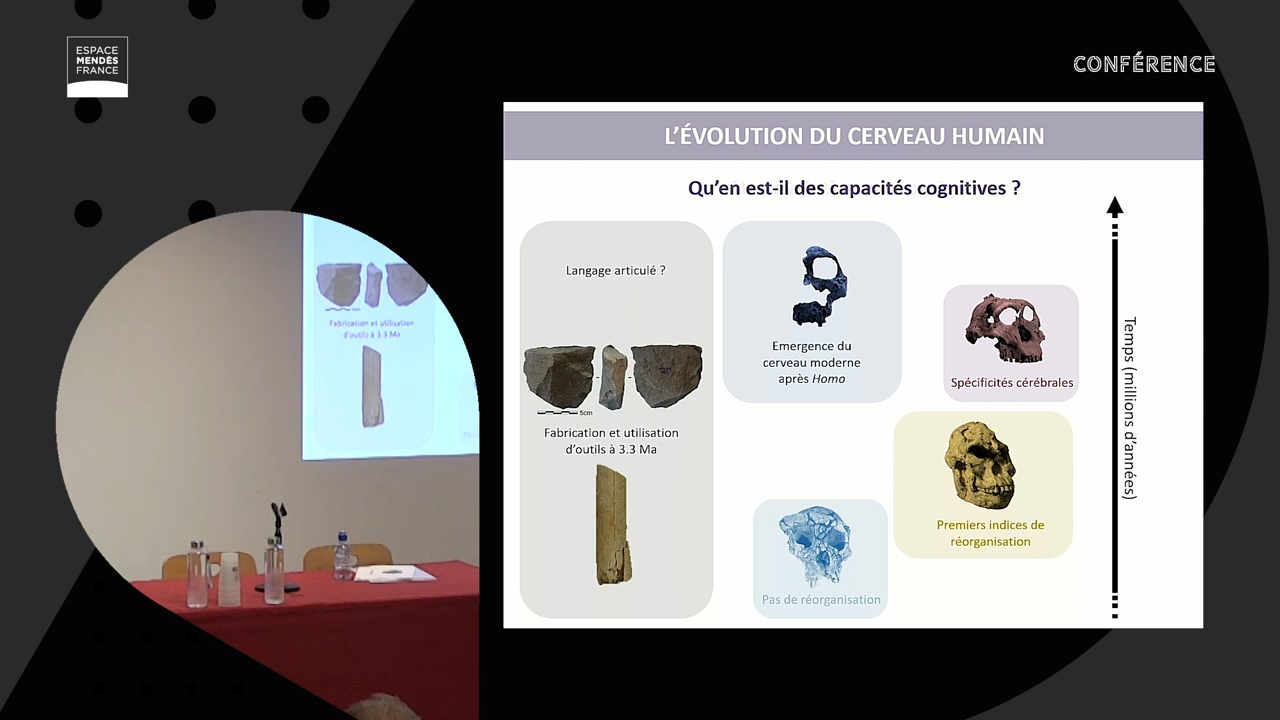 ESPACE
MENDÈS
FRANCE
CONFÉRENCE
L’ÉVOLUTION DU CERVEAU HUMAIN
Qu’en est-il des capacités cognitives ?
Langage articulé ?
5cm
Fabrication et utilisation
d’outils à 3.3 Ma
Emergence du
cerveau moderne
après Homo
Spécificités cérébrales
Premiers indices de
réorganisation
Pas de réorganisation
Temps (millions d’années)
Fabrication et utilisation
d’outils à 3.3 Ma